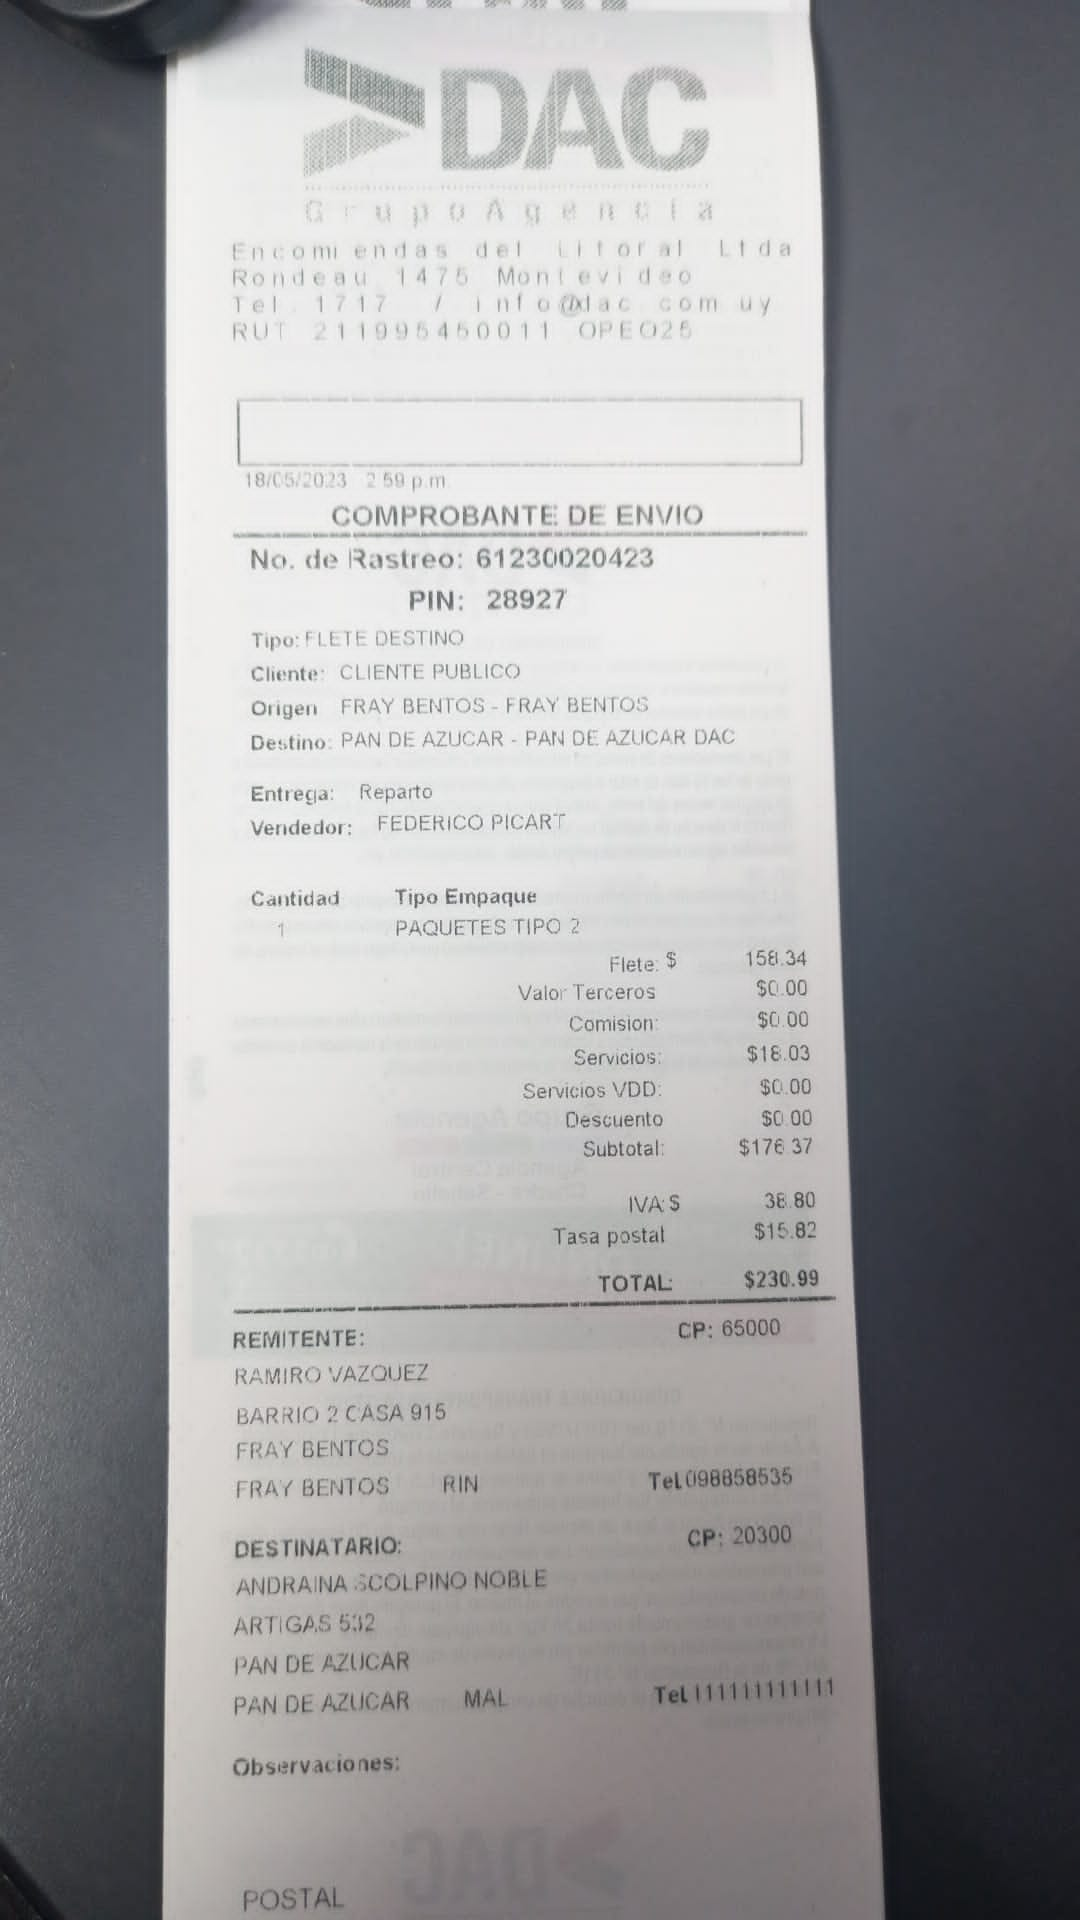 DAC
GrupoAgencia
Encomiendas del Litoral Ltda
Rondeau 1475 Montevideo
Tel. 1717 / info@dac.com.uy
RUT 211995450011 OPEO25
18/05/2023 2:59 p.m.
COMPROBANTE DE ENVIO
No. de Rastreo: 61230020423
PIN: 28927
Tipo: FLETE DESTINO
Cliente: CLIENTE PUBLICO
Origen FRAY BENTOS - FRAY BENTOS
Destino: PAN DE AZUCAR - PAN DE AZUCAR DAC
Entrega: Reparto
Vendedor: FEDERICO PICART
Cantidad Tipo Empaque
1 PAQUETES TIPO 2
Flete: $ 158.34
Valor Terceros $0.00
Comision: $0.00
Servicios: $18.03
Servicios VDD: $0.00
Descuento $0.00
Subtotal: $176.37
IVA:$ 38.80
Tasa postal $15.82
TOTAL: $230.99
REMITENTE: CP: 65000
RAMIRO VAZQUEZ
BARRIO 2 CASA 915
FRAY BENTOS
FRAY BENTOS RIN Tel.098858535
DESTINATARIO: CP: 20300
ANDRAINA SCOLPINO NOBLE
ARTIGAS 532
PAN DE AZUCAR
PAN DE AZUCAR MAL Tel.111111111111
Observaciones:
POSTAL